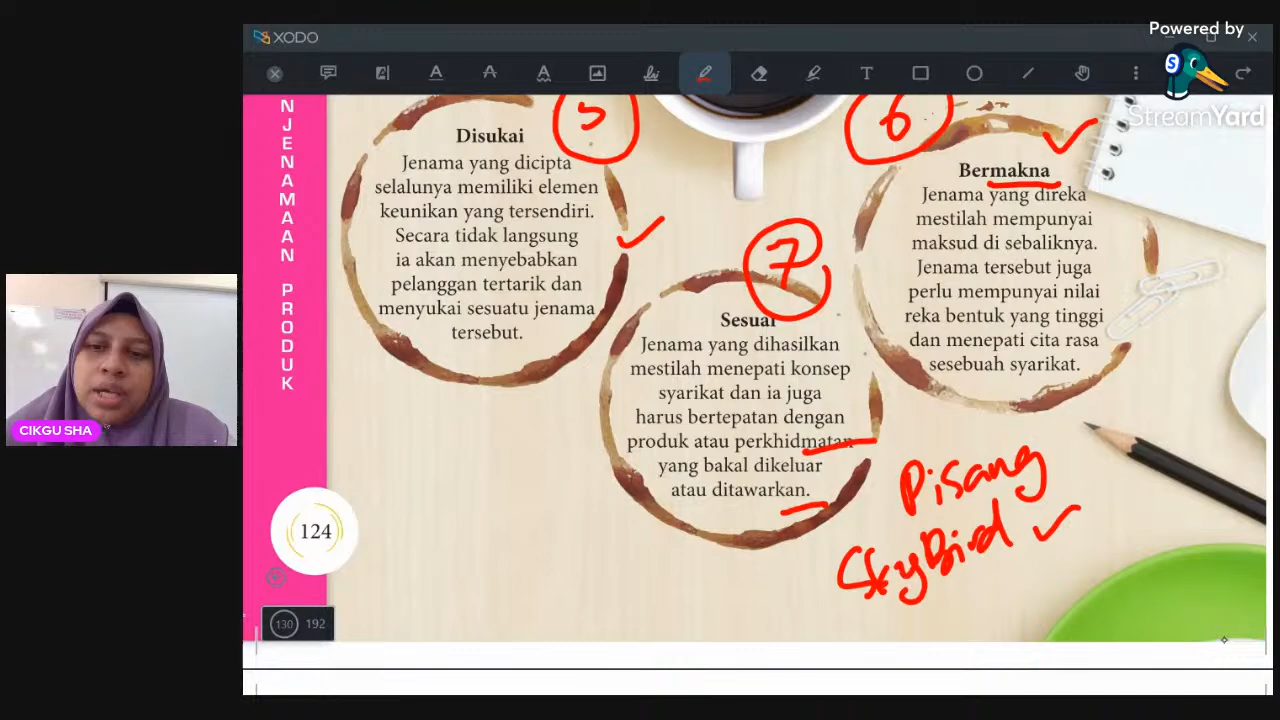 Powered by
StreamYard
XODO
T
PENJENAMAAN PRODUK
5
Disukai
Jenama yang dicipta
selalunya memiliki elemen
keunikan yang tersendiri.
Secara tidak langsung
ia akan menyebabkan
pelanggan tertarik dan
menyukai sesuatu jenama
tersebut.
6
Bermakna
Jenama yang direka
mestilah mempunyai
maksud di sebaliknya.
Jenama tersebut juga
perlu mempunyai nilai
reka bentuk yang tinggi
dan menepati cita rasa
sesebuah syarikat.
7
Sesuai
Jenama yang dihasilkan
mestilah menepati konsep
syarikat dan ia juga
harus bertepatan dengan
produk atau perkhidmatan
yang bakal dikeluar
atau ditawarkan.
Pisang
SkyBird
CIKGU SHA
124
130 192